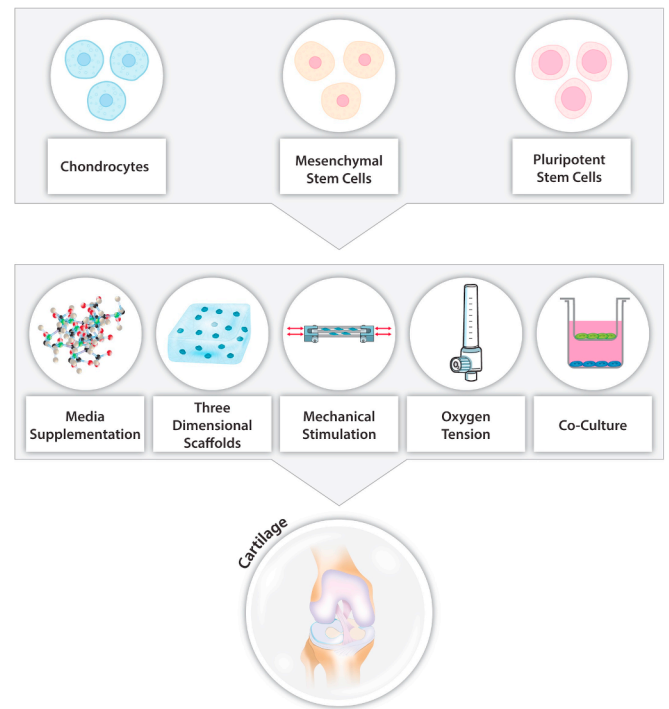 Chondrocytes
Mesenchymal
Stem Cells
Pluripotent
Stem Cells
Media
Supplementation
Three
Dimensional
Scaffolds
Mechanical
Stimulation
Oxygen
Tension
Co-Culture
Cartilage